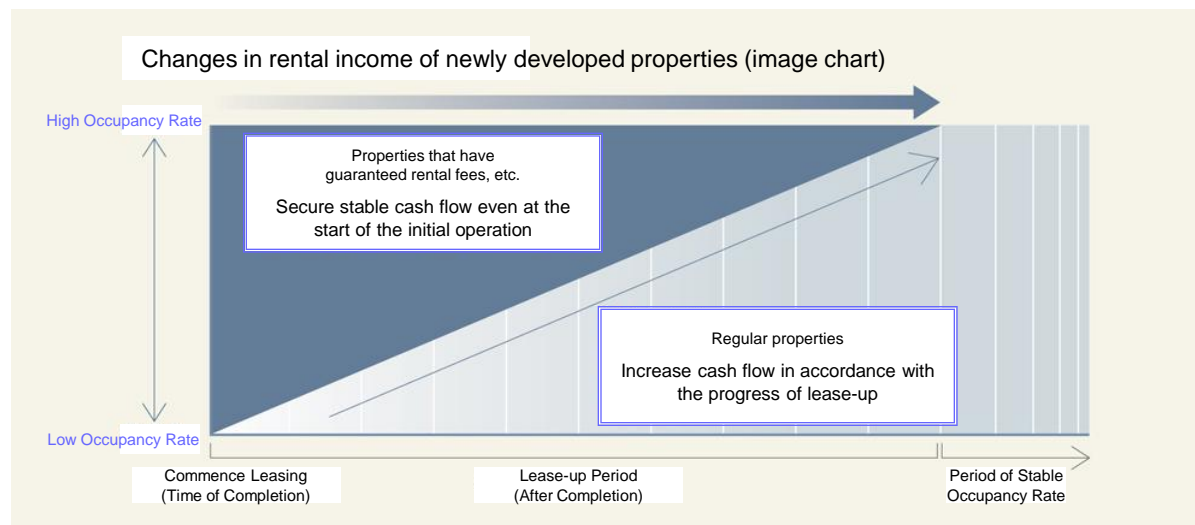 Changes in rental income of newly developed properties (image chart)
High Occupancy Rate
Properties that have
guaranteed rental fees, etc.
Secure stable cash flow even at the
start of the initial operation
Regular properties
Increase cash flow in accordance with
the progress of lease-up
Low Occupancy Rate
Commence Leasing
(Time of Completion)
Lease-up Period
(After Completion)
Period of Stable
Occupancy Rate